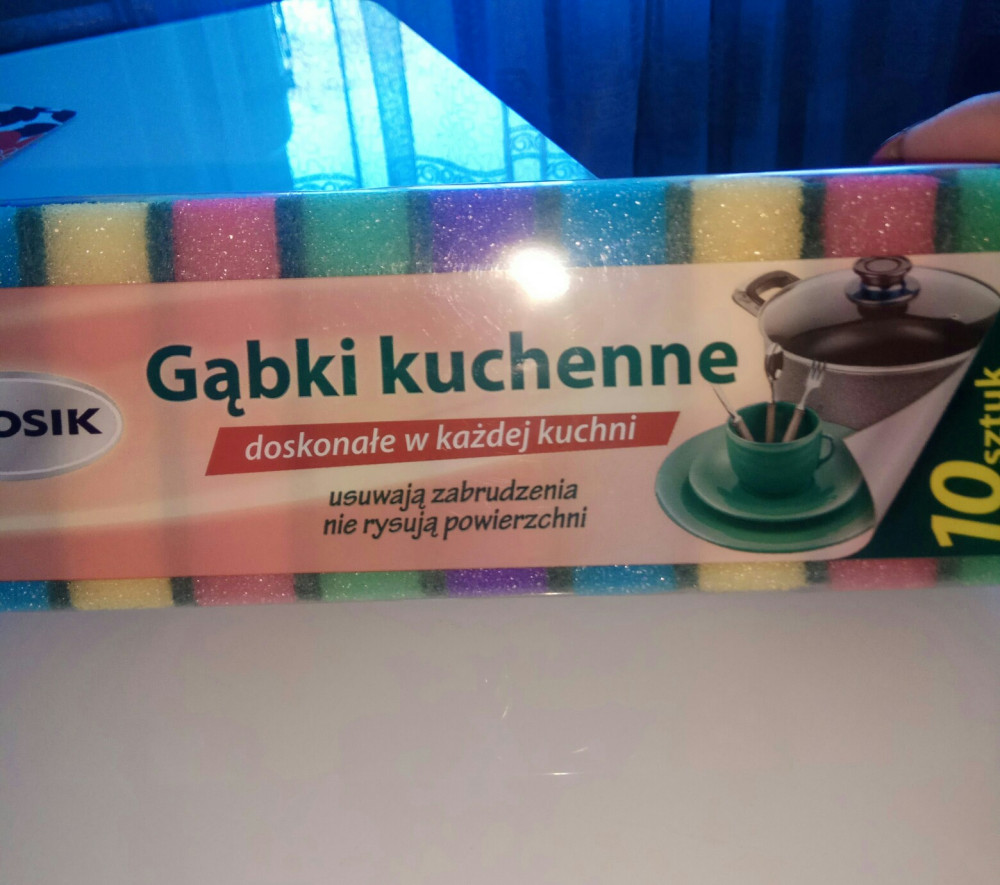 OSIK
Gąbki kuchenne
doskonałe w każdej kuchni
usuwają zabrudzenia
nie rysują powierzchni
10 sztuk